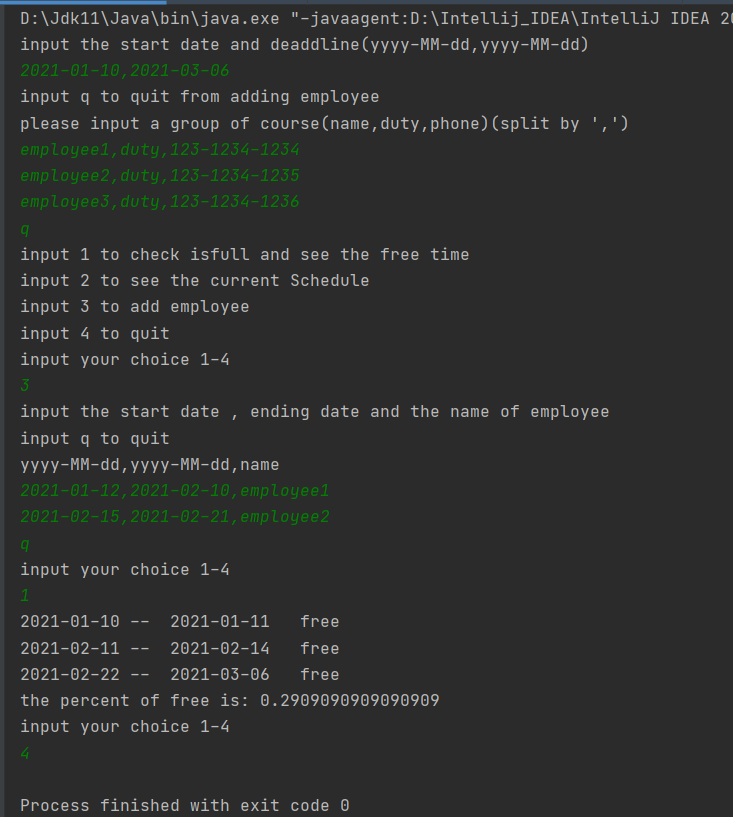 D:\Jdk11\Java\bin\java.exe "-javaagent:D:\Intellij_IDEA\IntelliJ IDEA 20
input the start date and deaddline(yyyy-MM-dd,yyyy-MM-dd)
2021-01-10,2021-03-06
input q to quit from adding employee
please input a group of course(name,duty,phone)(split by ',')
employee1,duty,123-1234-1234
employee2,duty,123-1234-1235
employee3,duty,123-1234-1236
q
input 1 to check isfull and see the free time
input 2 to see the current Schedule
input 3 to add employee
input 4 to quit
input your choice 1-4
3
input the start date , ending date and the name of employee
input q to quit
yyyy-MM-dd,yyyy-MM-dd,name
2021-01-12,2021-02-10,employee1
2021-02-15,2021-02-21,employee2
q
input your choice 1-4
1
2021-01-10 --  2021-01-11   free
2021-02-11 --  2021-02-14   free
2021-02-22 --  2021-03-06   free
the percent of free is: 0.2909090909090909
input your choice 1-4
4
Process finished with exit code 0